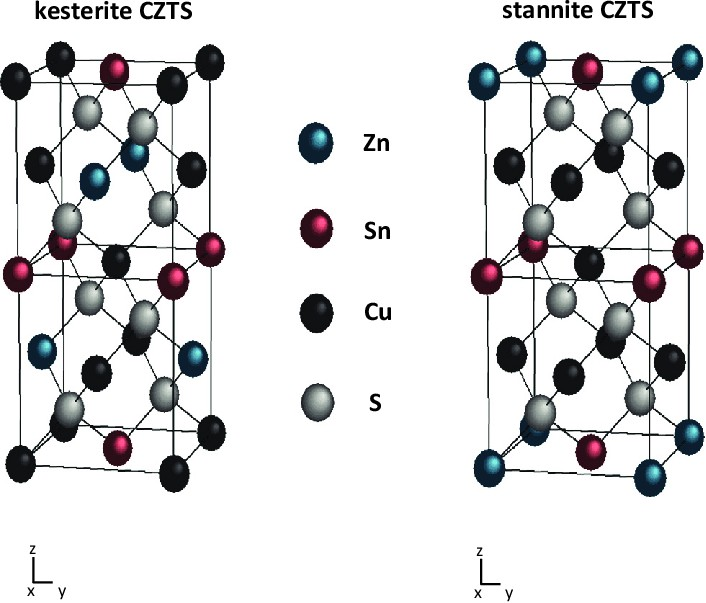 kesterite CZTS
stannite CZTS
Zn
Sn
Cu
S
z
x y
z
x y